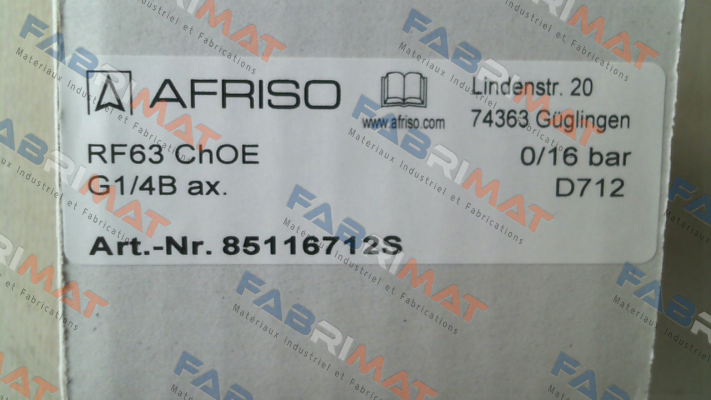 AFRISO
www.afriso.com
Lindenstr. 20
74363 Güglingen
RF63 ChOE
0/16 bar
G1/4B ax.
D712
Art.-Nr. 85116712S
FABRIMAT
Materiaux Industriel et Fabrications